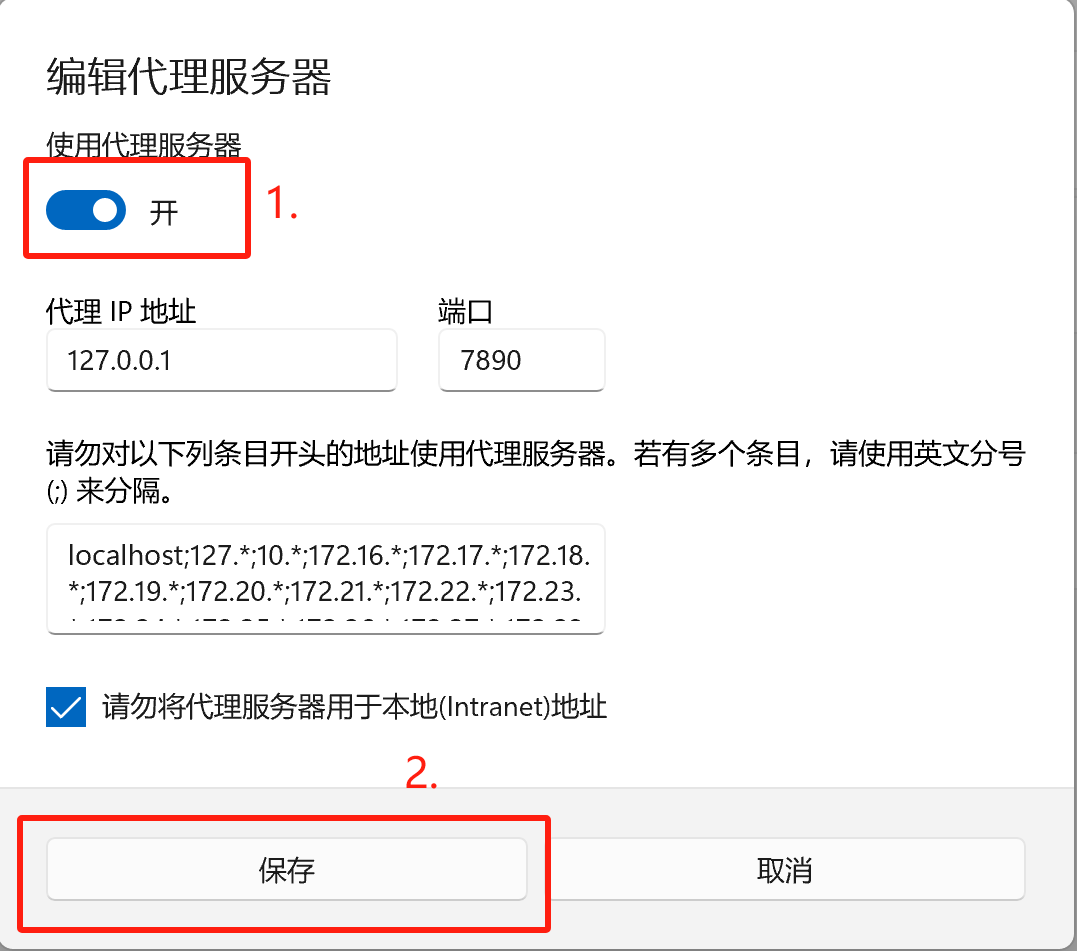 编辑代理服务器
使用代理服务器
开
1.
代理 IP 地址
端口
127.0.0.1
7890
请勿对以下列条目开头的地址使用代理服务器。若有多个条目，请使用英文分号
(;) 来分隔。
localhost;127.*;10.*;172.16.*;172.17.*;172.18.
*;172.19.*;172.20.*;172.21.*;172.22.*;172.23.
请勿将代理服务器用于本地(Intranet)地址
2.
保存
取消